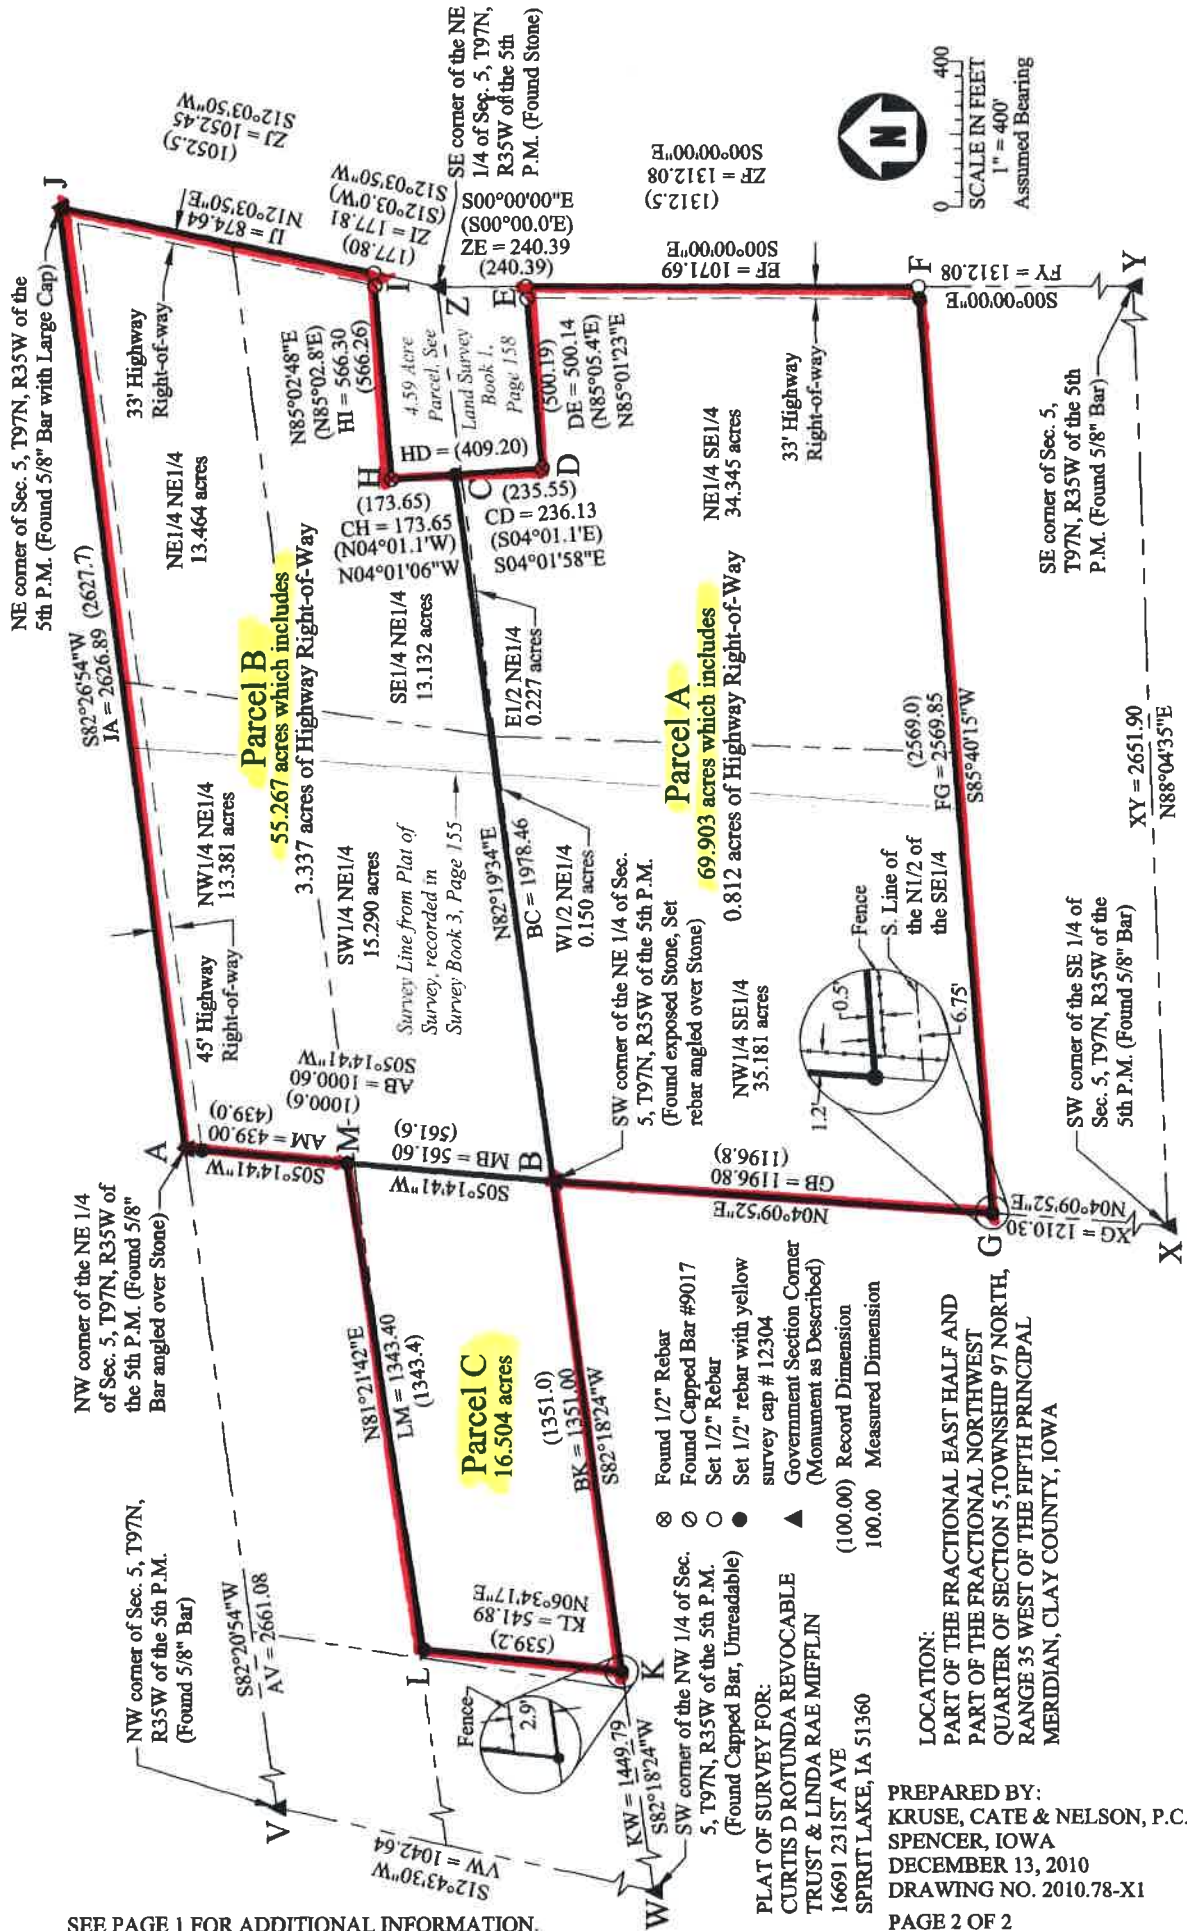 NE corner of Sec. 5, T97N, R35W of the
5th P.M. (Found 5/8" Bar with Large Cap)
J
33' Highway
Right-of-way
IJ = 874.64
N12°03'50"E
(1052.5)
ZJ = 1052.45
S12°03'50"W
(177.80)
ZI = 177.81
(S12°03.0'W)
S12°03'50"W
SE corner of the NE
1/4 of Sec. 5, T97N,
R35W of the 5th
P.M. (Found Stone)
S00°00'00"E
(S00°00.0'E)
ZE = 240.39
(240.39)
I
Z
E
N85°02'48"E
(N85°02.8'E)
HI = 566.30
(566.26)
4.59 Acre
Parcel. See
Land Survey
Book 1,
Page 158
HD = (409.20)
(500.19)
DE = 500.14
(N85°05.4'E)
N85°01'23"E
H
C
D
(173.65)
CH = 173.65
(N04°01.1'W)
N04°01'06"W
(235.55)
CD = 236.13
(S04°01.1'E)
S04°01'58"E
EF = 1071.69
S00°00'00"E
(1312.5)
ZF = 1312.08
S00°00'00"E
N
0 400
SCALE IN FEET
1" = 400'
Assumed Bearing
F
FY = 1312.08
S00°00'00"E
Y
33' Highway
Right-of-way
SE corner of Sec. 5,
T97N, R35W of the 5th
P.M. (Found 5/8" Bar)
S82°26'54"W
JA = 2626.89 (2627.7)
NE1/4 NE1/4
13.464 acres
Parcel B
55.267 acres which includes
3.337 acres of Highway Right-of-Way
SE1/4 NE1/4
13.132 acres
E1/2 NE1/4
0.227 acres
NW1/4 NE1/4
13.381 acres
SW1/4 NE1/4
15.290 acres
45' Highway
Right-of-way
Survey Line from Plat of
Survey, recorded in
Survey Book 3, Page 155
N82°19'34"E
BC = 1978.46
W1/2 NE1/4
0.150 acres
NE1/4 SE1/4
34.345 acres
Parcel A
69.903 acres which includes
0.812 acres of Highway Right-of-Way
NW1/4 SE1/4
35.181 acres
SW corner of the NE 1/4 of Sec.
5, T97N, R35W of the 5th P.M.
(Found exposed Stone, Set
rebar angled over Stone)
(2569.0)
FG = 2569.85
S85°40'15"W
1.2'
Fence
0.5'
S. Line of
the N1/2 of
the SE1/4
6.75'
XY = 2651.90
N88°04'35"E
SW corner of the SE 1/4 of
Sec. 5, T97N, R35W of the
5th P.M. (Found 5/8" Bar)
NW corner of the NE 1/4
of Sec. 5, T97N, R35W of
the 5th P.M. (Found 5/8"
Bar angled over Stone)
A
(439.0)
AM = 439.00
S05°14'41"W
(1000.6)
AB = 1000.60
S05°14'41"W
M
(561.6)
MB = 561.60
S05°14'41"W
B
(1196.8)
GB = 1196.80
N04°09'52"E
G
XG = 1210.30
N04°09'52"E
X
NW corner of Sec. 5, T97N,
R35W of the 5th P.M.
(Found 5/8" Bar)
V
S82°20'54"W
AV = 2661.08
N81°21'42"E
LM = 1343.40
(1343.4)
Parcel C
16.504 acres
(1351.0)
BK = 1351.00
S82°18'24"W
L
(539.2)
KL = 541.89
N06°34'17"E
K
Fence
2.9'
VW = 1042.64
S12°43'30"W
KW = 1449.79
S82°18'24"W
W
SW corner of the NW 1/4 of Sec.
5, T97N, R35W of the 5th P.M.
(Found Capped Bar, Unreadable)
Found 1/2" Rebar
Found Capped Bar #9017
Set 1/2" Rebar
Set 1/2" rebar with yellow
survey cap # 12304
Government Section Corner
(Monument as Described)
(100.00) Record Dimension
100.00 Measured Dimension
PLAT OF SURVEY FOR:
CURTIS D ROTUNDA REVOCABLE
TRUST & LINDA RAE MIFFLIN
16691 231ST AVE
SPIRIT LAKE, IA 51360
LOCATION:
PART OF THE FRACTIONAL EAST HALF AND
PART OF THE FRACTIONAL NORTHWEST
QUARTER OF SECTION 5,TOWNSHIP 97 NORTH,
RANGE 35 WEST OF THE FIFTH PRINCIPAL
MERIDIAN, CLAY COUNTY, IOWA
PREPARED BY:
KRUSE, CATE & NELSON, P.C.
SPENCER, IOWA
DECEMBER 13, 2010
DRAWING NO. 2010.78-X1
PAGE 2 OF 2
SEE PAGE 1 FOR ADDITIONAL INFORMATION.